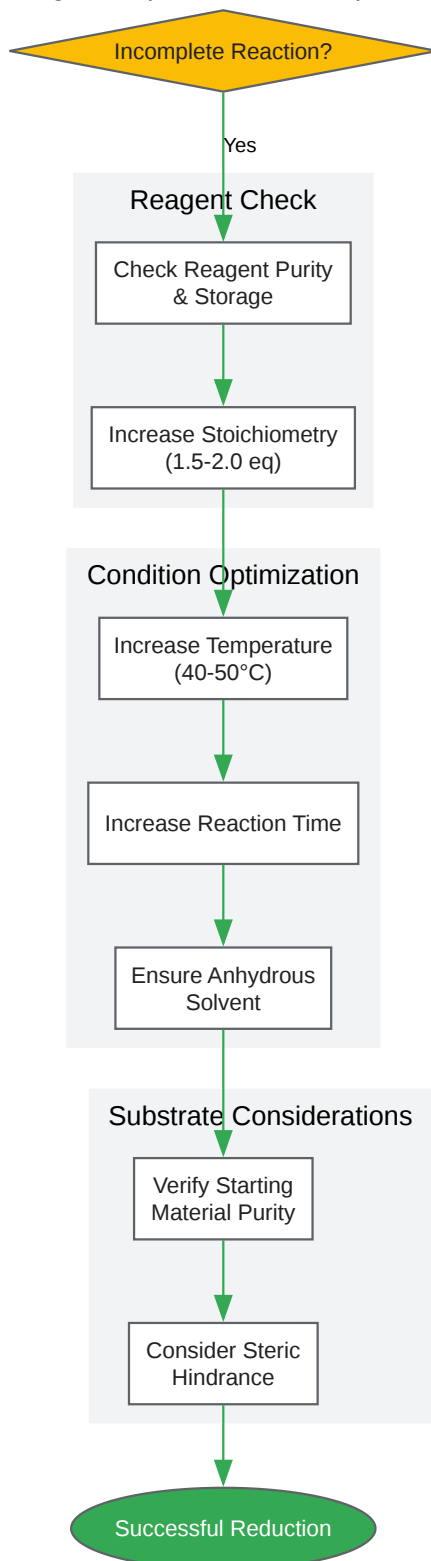 Incomplete Reaction?
Yes
Reagent Check
Check Reagent Purity
& Storage
Increase Stoichiometry
(1.5-2.0 eq)
Condition Optimization
Increase Temperature
(40-50°C)
Increase Reaction Time
Ensure Anhydrous
Solvent
Substrate Considerations
Verify Starting
Material Purity
Consider Steric
Hindrance
Successful Reduction